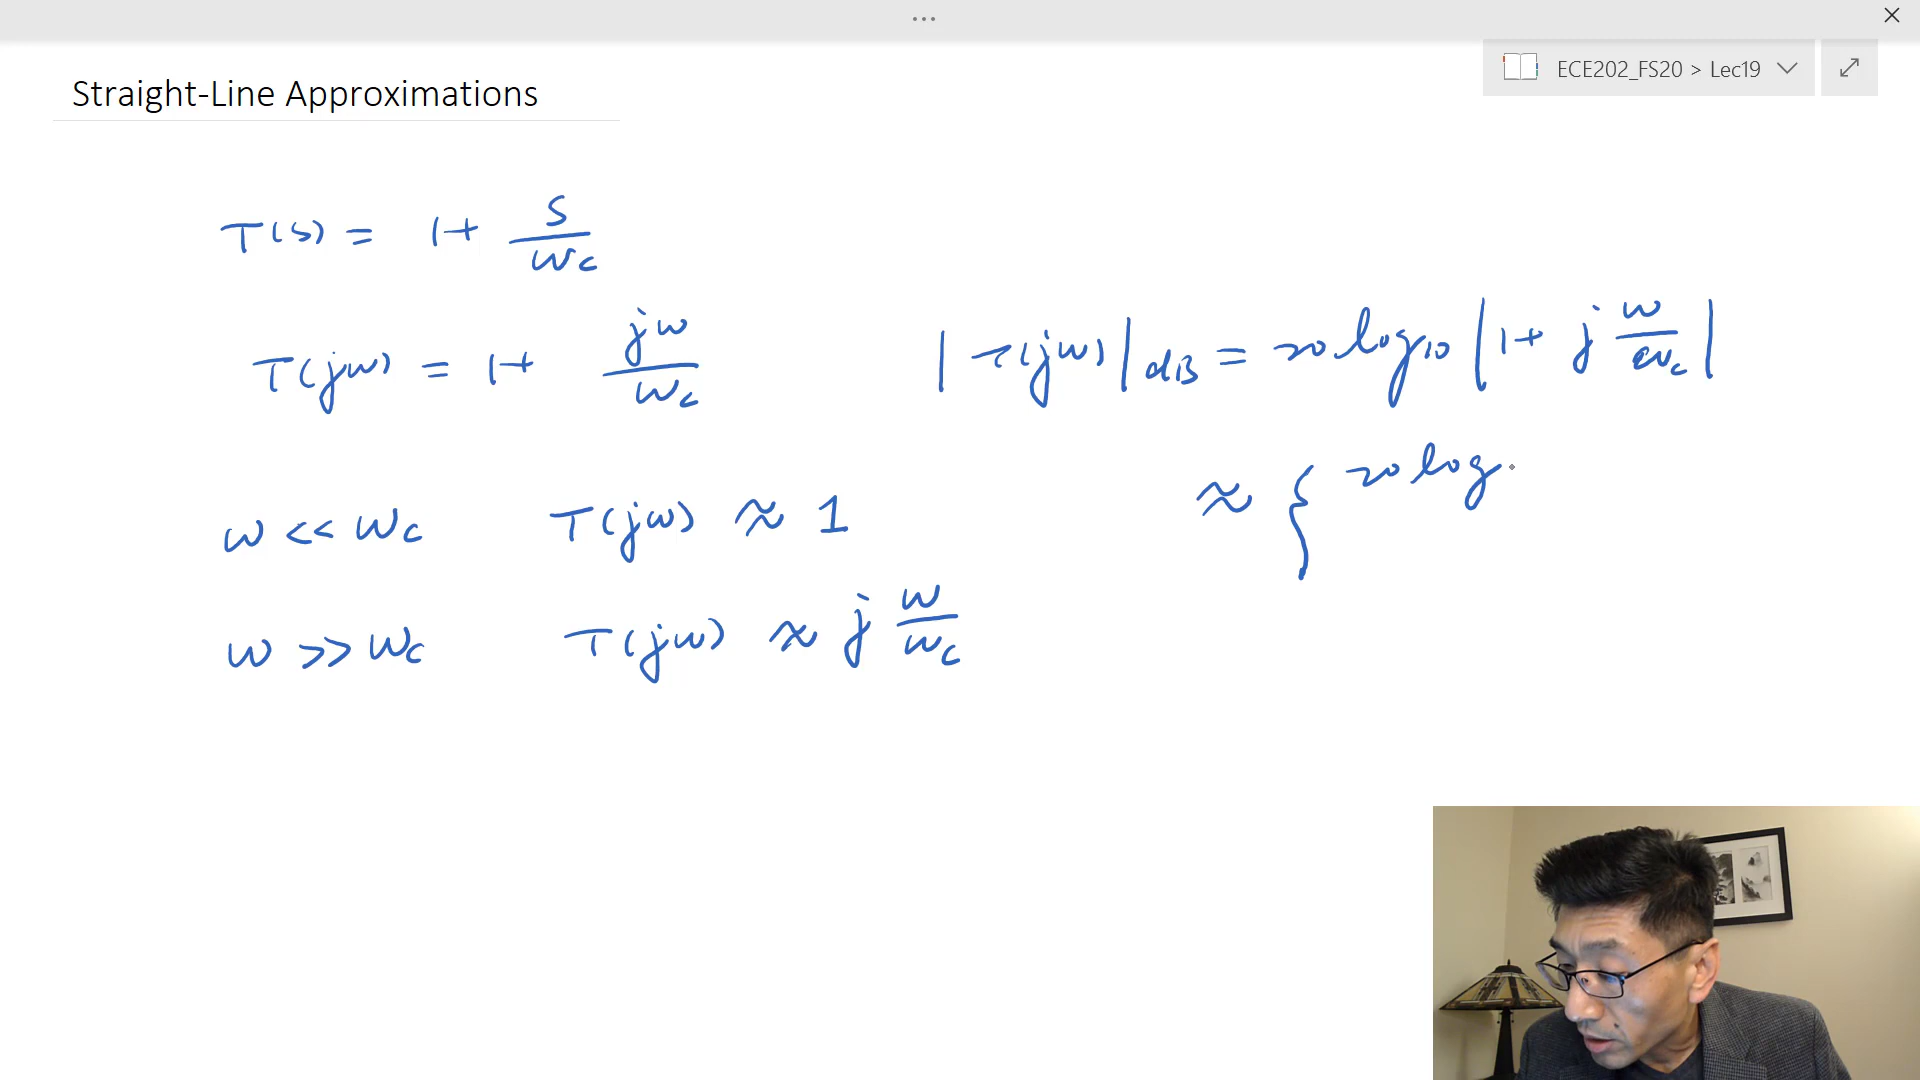 ...
ECE202_FS20 > Lec19
Straight-Line Approximations
T(s) = 1+ s/ωc
T(jω) = 1+ jω/ωc
|T(jω)|dB = 20 log10 |1+ j ω/ωc|
≈ { 20 log
ω << ωc T(jω) ≈ 1
ω >> ωc T(jω) ≈ j ω/ωc